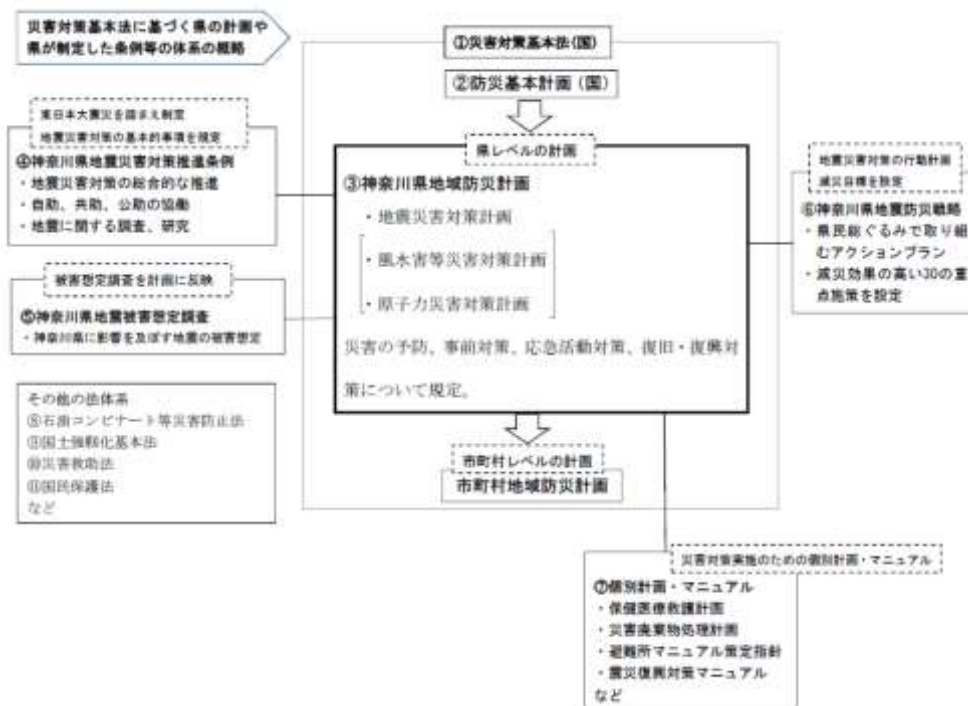 災害対策基本法に基づく県の計画や
県が制定した条例等の体系の概略
①災害対策基本法(国)
②防災基本計画(国)
東日本大震災を踏まえ制定
地震災害対策の基本的事項を規定
④神奈川県地震災害対策推進条例
・地震災害対策の総合的な推進
・自助、共助、公助の協働
・地震に関する調査、研究
被害想定調査を計画に反映
⑤神奈川県地震被害想定調査
・神奈川県に影響を及ぼす地震の被害想定
その他の法体系
⑧石油コンビナート等災害防止法
⑨国土強靱化基本法
⑩災害救助法
⑪国民保護法
など
県レベルの計画
③神奈川県地域防災計画
・地震災害対策計画
・風水害等災害対策計画
・原子力災害対策計画
災害の予防、事前対策、応急活動対策、復旧・復興対
策について規定。
市町村レベルの計画
市町村地域防災計画
地震災害対策の行動計画
減災目標を設定
⑥神奈川県地震防災戦略
・県民総ぐるみで取り組
むアクションプラン
・減災効果の高い30の重
点施策を設定
災害対策実施のための個別計画・マニュアル
⑦個別計画・マニュアル
・保健医療救護計画
・災害廃棄物処理計画
・避難所マニュアル策定指針
・震災復興対策マニュアル
など